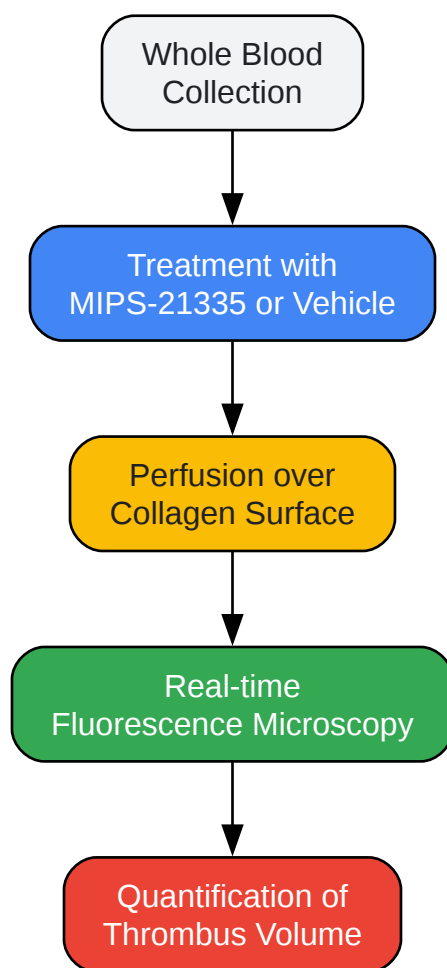 Whole Blood
Collection
Treatment with
MIPS-21335 or Vehicle
Perfusion over
Collagen Surface
Real-time
Fluorescence Microscopy
Quantification of
Thrombus Volume